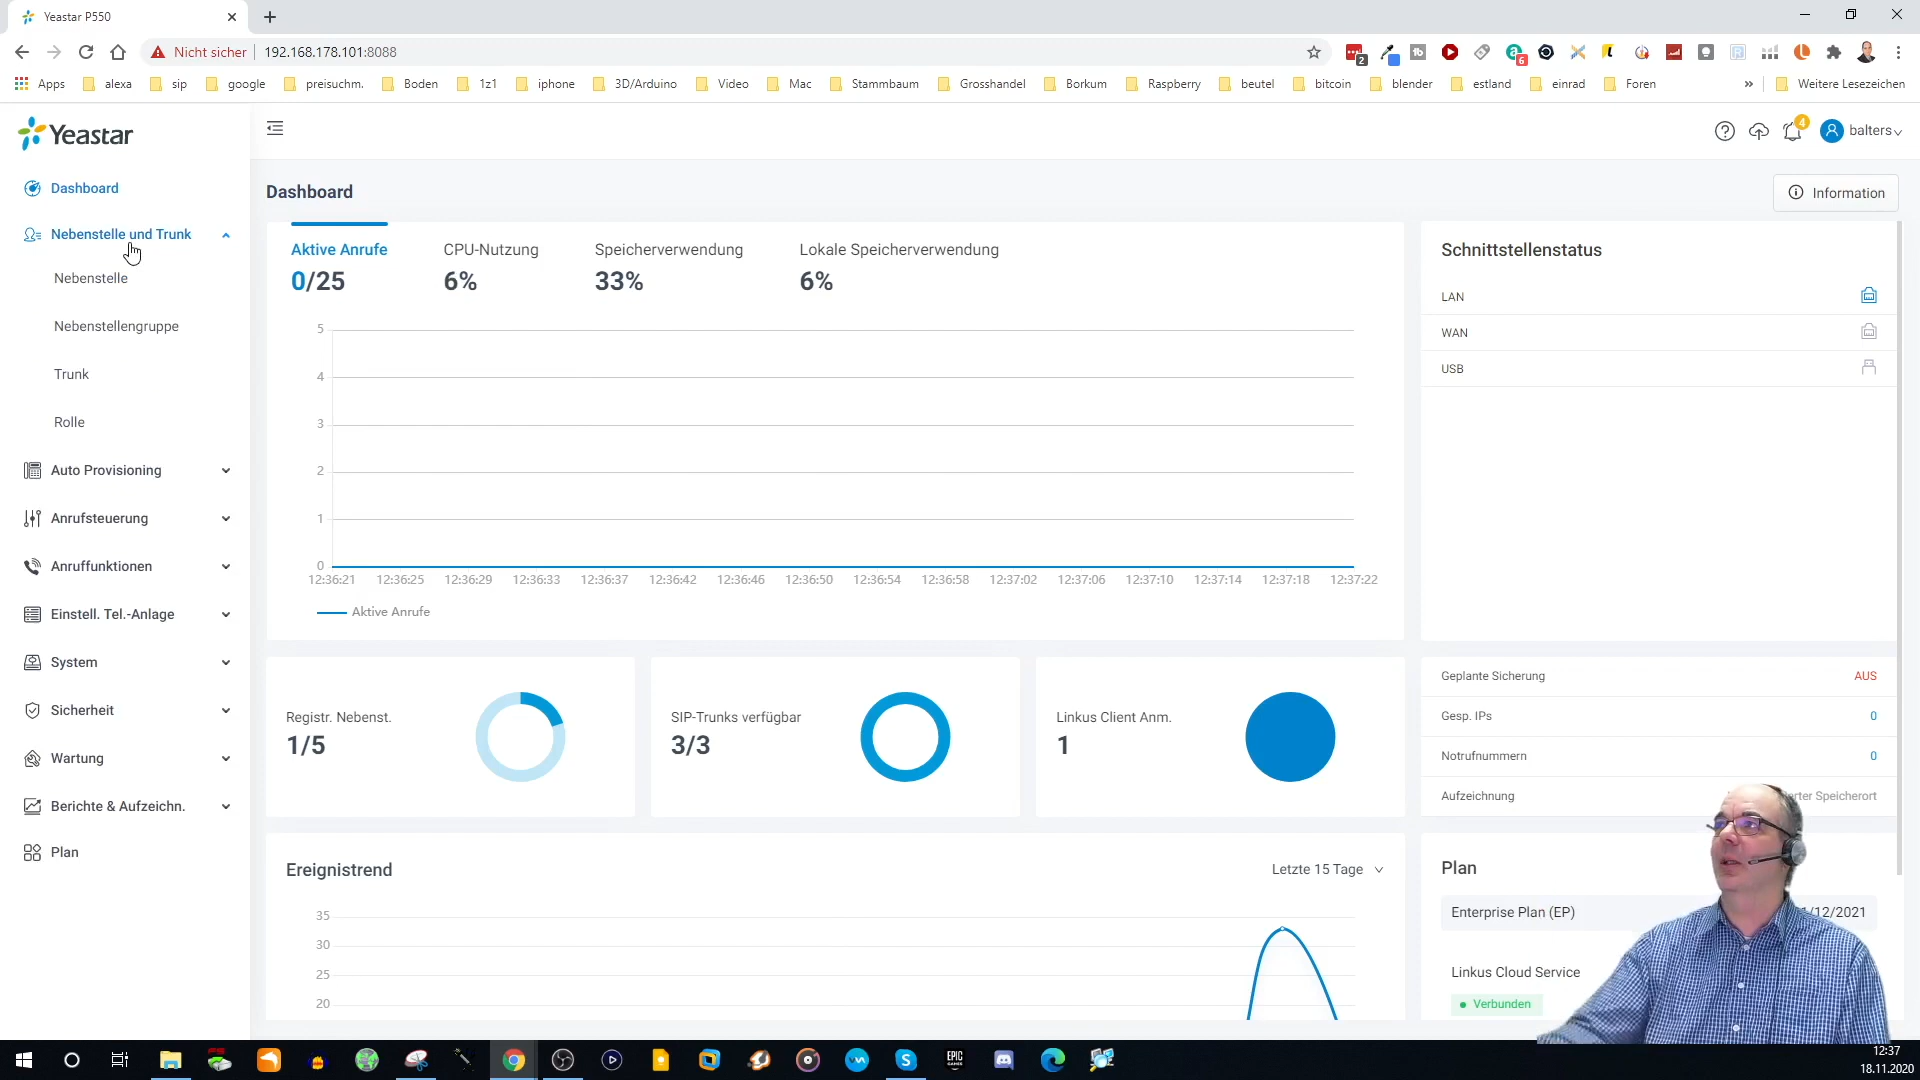 Yeastar P550
Nicht sicher
192.168.178.101:8088
2
6
Apps
alexa
sip
google
preisuchm.
Boden
1z1
iphone
3D/Arduino
Video
Mac
Stammbaum
Grosshandel
Borkum
Raspberry
beutel
bitcoin
blender
estland
einrad
Foren
»
Weitere Lesezeichen
Yeastar
4
balters
Dashboard
Nebenstelle und Trunk
Nebenstelle
Nebenstellengruppe
Trunk
Rolle
Auto Provisioning
Anrufsteuerung
Anruffunktionen
Einstell. Tel.-Anlage
System
Sicherheit
Wartung
Berichte & Aufzeichn.
Plan
Dashboard
Information
Aktive Anrufe
0/25
CPU-Nutzung
6%
Speicherverwendung
33%
Lokale Speicherverwendung
6%
5
4
3
2
1
0
12:36:21 12:36:25 12:36:29 12:36:33 12:36:37 12:36:42 12:36:46 12:36:50 12:36:54 12:36:58 12:37:02 12:37:06 12:37:10 12:37:14 12:37:18 12:37:22
Aktive Anrufe
Schnittstellenstatus
LAN
WAN
USB
Registr. Nebenst.
1/5
SIP-Trunks verfügbar
3/3
Linkus Client Anm.
1
Geplante Sicherung AUS
Gesp. IPs 0
Notrufnummern 0
Aufzeichnung Speicherort
Ereignistrend
Letzte 15 Tage
35
30
25
20
Plan
Enterprise Plan (EP) /12/2021
Linkus Cloud Service
Verbunden
EPIC
GAMES
12:37
18.11.2020